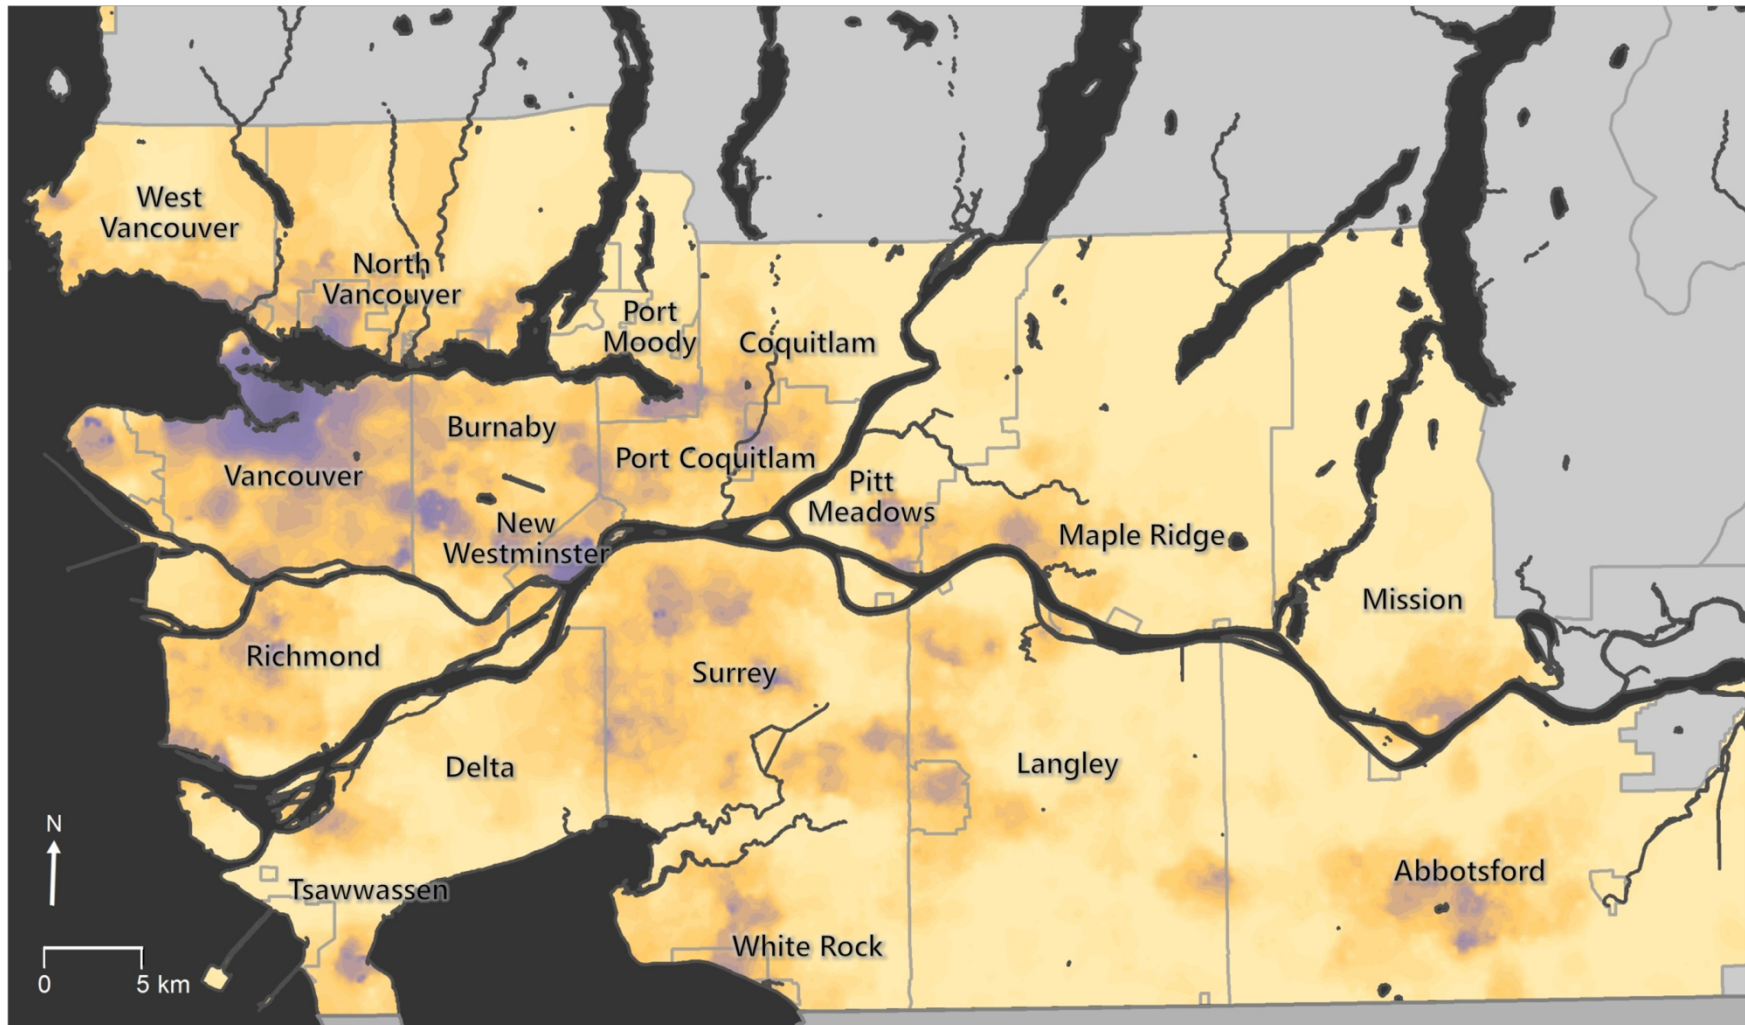 West
Vancouver
North
Vancouver
Port
Moody
Coquitlam
Burnaby
Vancouver
Port Coquitlam
Pitt
Meadows
New
Westminster
Maple Ridge
Mission
Richmond
Surrey
Delta
Langley
Abbotsford
Tsawwassen
White Rock
N
0 5 km